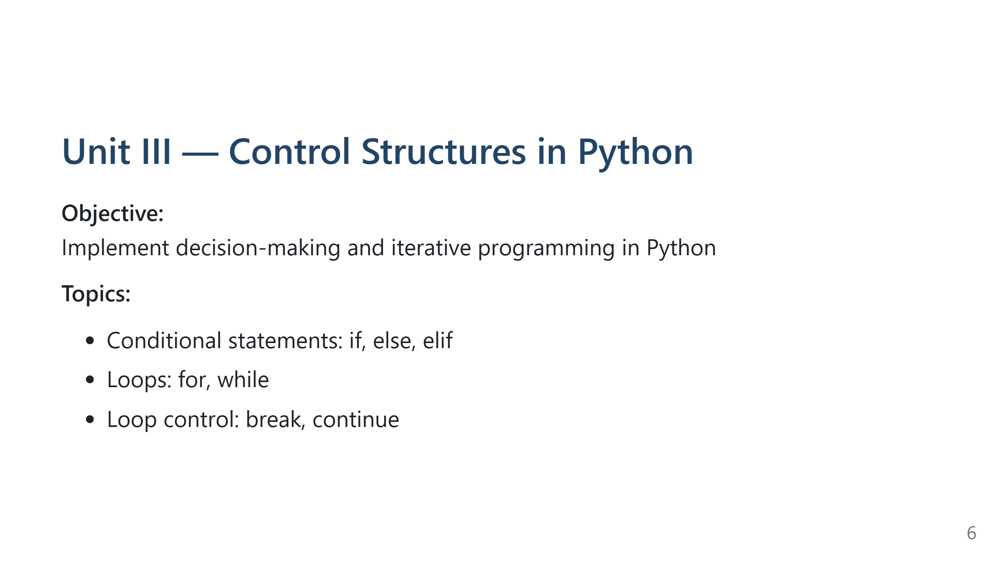 Unit III — Control Structures in Python
Objective:
Implement decision-making and iterative programming in Python
Topics:
• Conditional statements: if, else, elif
• Loops: for, while
• Loop control: break, continue
6